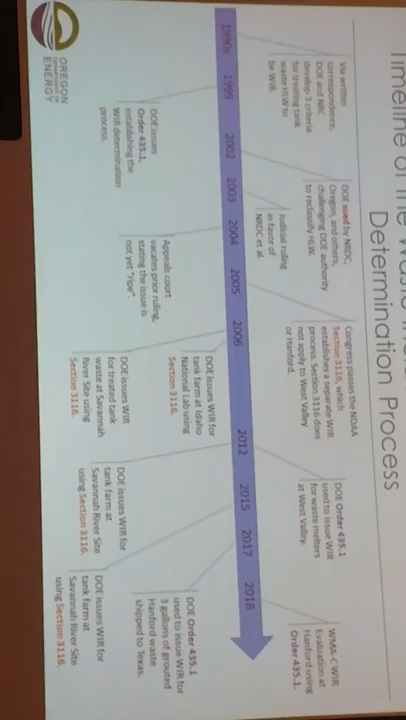 Timeline of the Waste
Determination Process
Via written
correspondence,
DOE and NRC
develop 3 criteria
for treating tank
waste HLW to
be WIR.
DOE sued by NRDC,
Oregon, and others,
challenging DOE authority
to reclassify HLW.
Judicial ruling
in favor of
NRDC et al.
Congress passes the NDAA
Section 3116, which
establishes a separate WIR
process. Section 3116 does
not apply to West Valley
or Hanford.
DOE Order 435.1
used to issue WIR
for waste melters
at West Valley.
WMA-C WIR
Evaluation at
Hanford using
Order 435.1.
1990s 1999 2002 2003 2004 2005 2006 2012 2015 2017 2018
DOE issues
Order 435.1,
establishing the
WIR determination
process.
Appeals court
vacates prior ruling,
stating the issue is
not yet "ripe".
DOE issues WIR for
tank farm at Idaho
National Lab using
Section 3116.
DOE issues WIR
for treated tank
waste at Savannah
River Site using
Section 3116.
DOE issues WIR for
tank farm at
Savannah River Site
using Section 3116.
DOE Order 435.1
used to issue WIR for
3 gallons of grouted
Hanford waste
shipped to Texas.
DOE issues WIR for
tank farm at
Savannah River Site
using Section 3116.
OREGON
DEPARTMENT OF
ENERGY